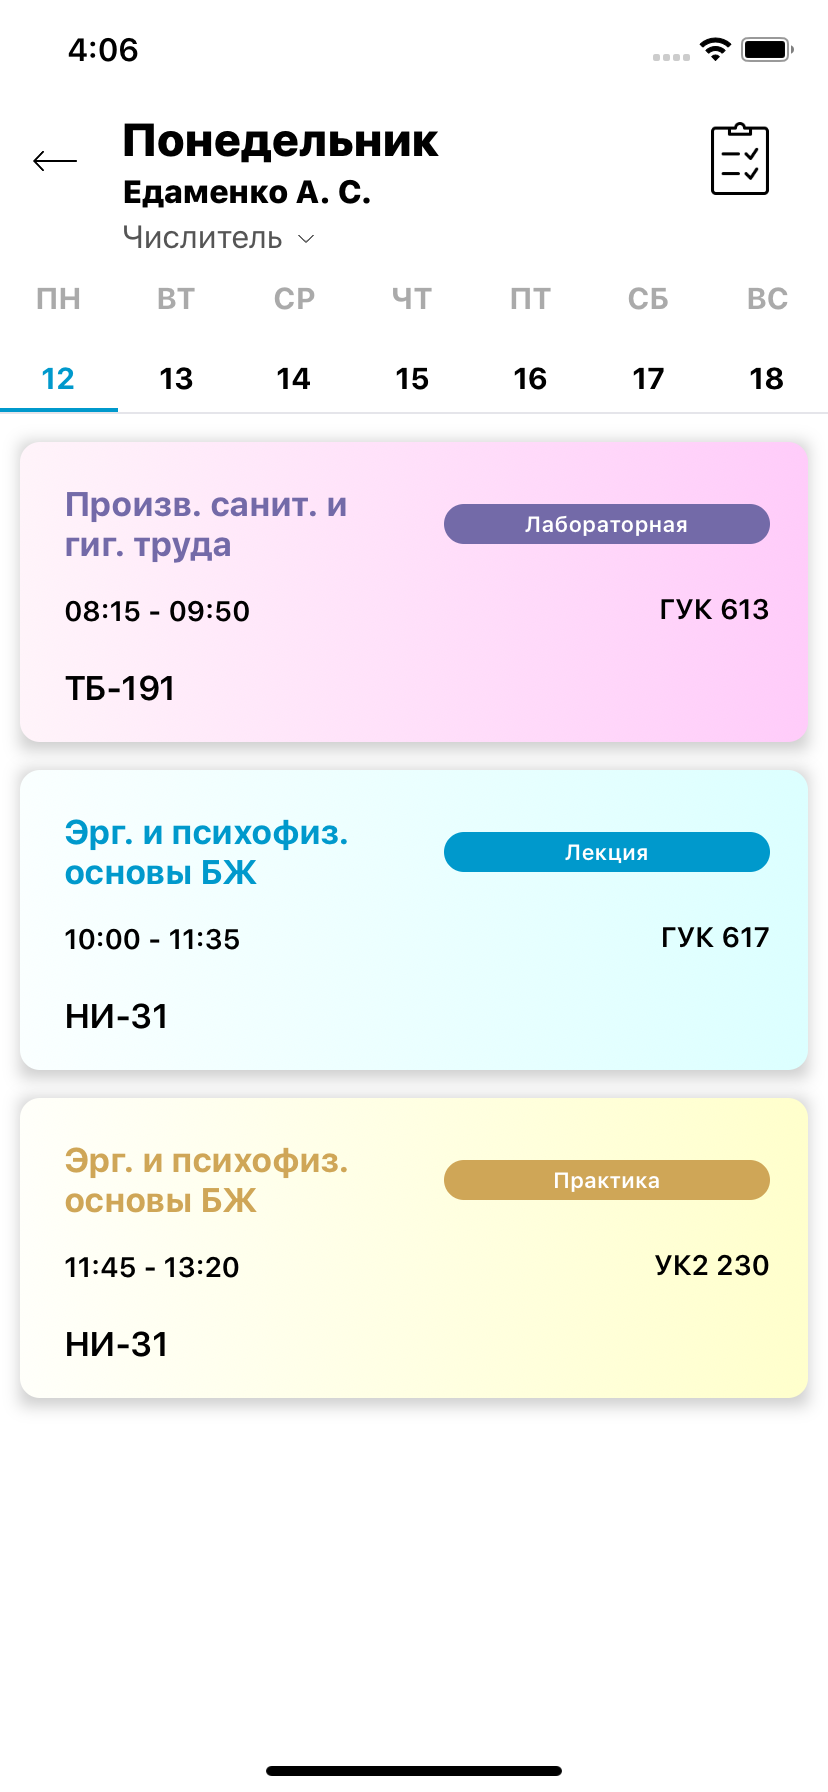 4:06
Понедельник
Едаменко А. С.
Числитель
ПН ВТ СР ЧТ ПТ СБ ВС
12 13 14 15 16 17 18
Произв. санит. и
гиг. труда
Лабораторная
08:15 - 09:50 ГУК 613
ТБ-191
Эрг. и психофиз.
основы БЖ
Лекция
10:00 - 11:35 ГУК 617
НИ-31
Эрг. и психофиз.
основы БЖ
Практика
11:45 - 13:20 УК2 230
НИ-31